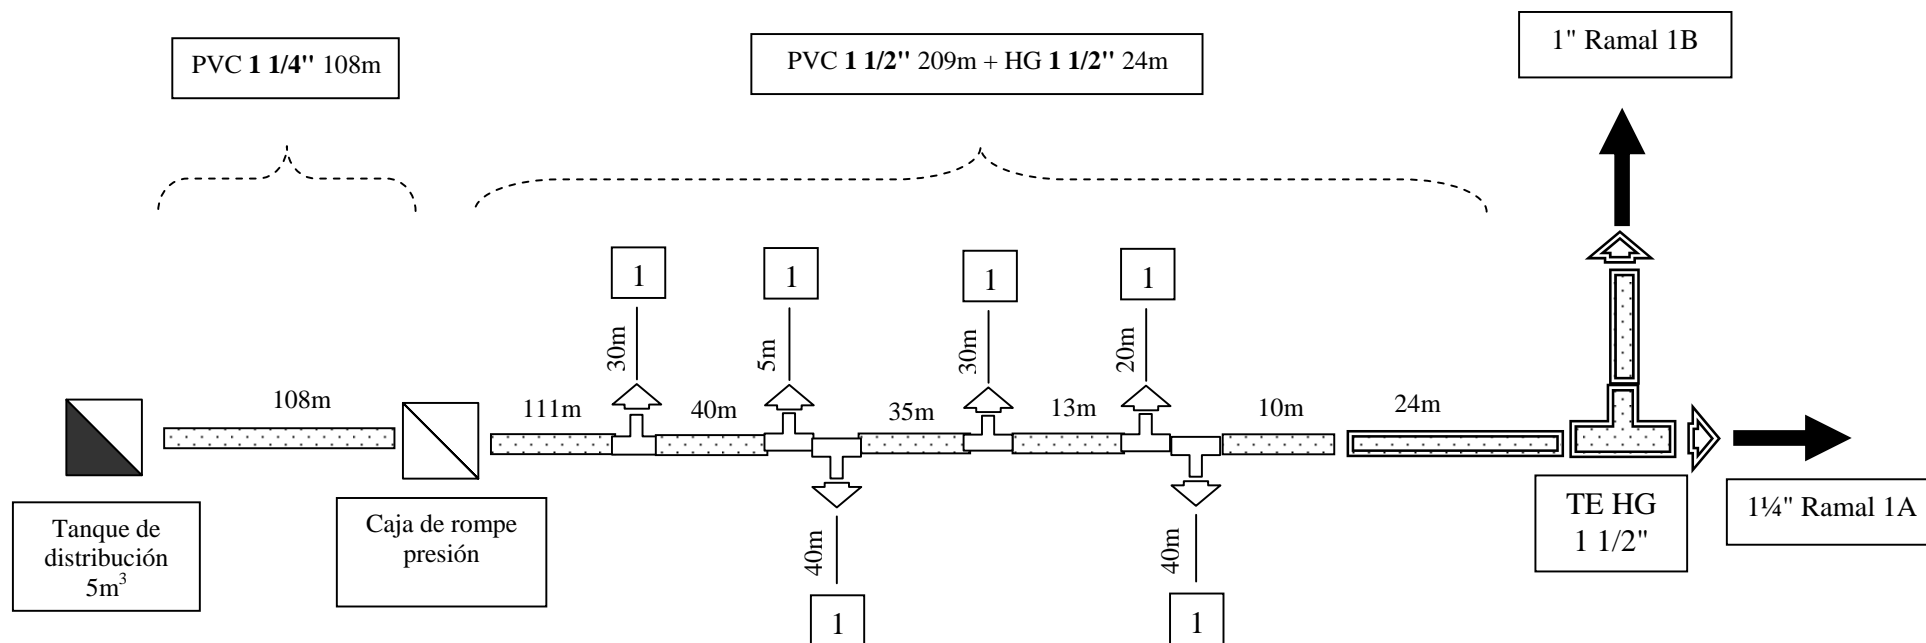 1" Ramal 1B
PVC 1 1/4" 108m
PVC 1 1/2" 209m + HG 1 1/2" 24m
1
1
1
1
30m
5m
30m
20m
108m
111m
40m
35m
13m
10m
24m
Tanque de
distribución
5m³
Caja de rompe
presión
40m
40m
TE HG
1 1/2"
1¼" Ramal 1A
1
1